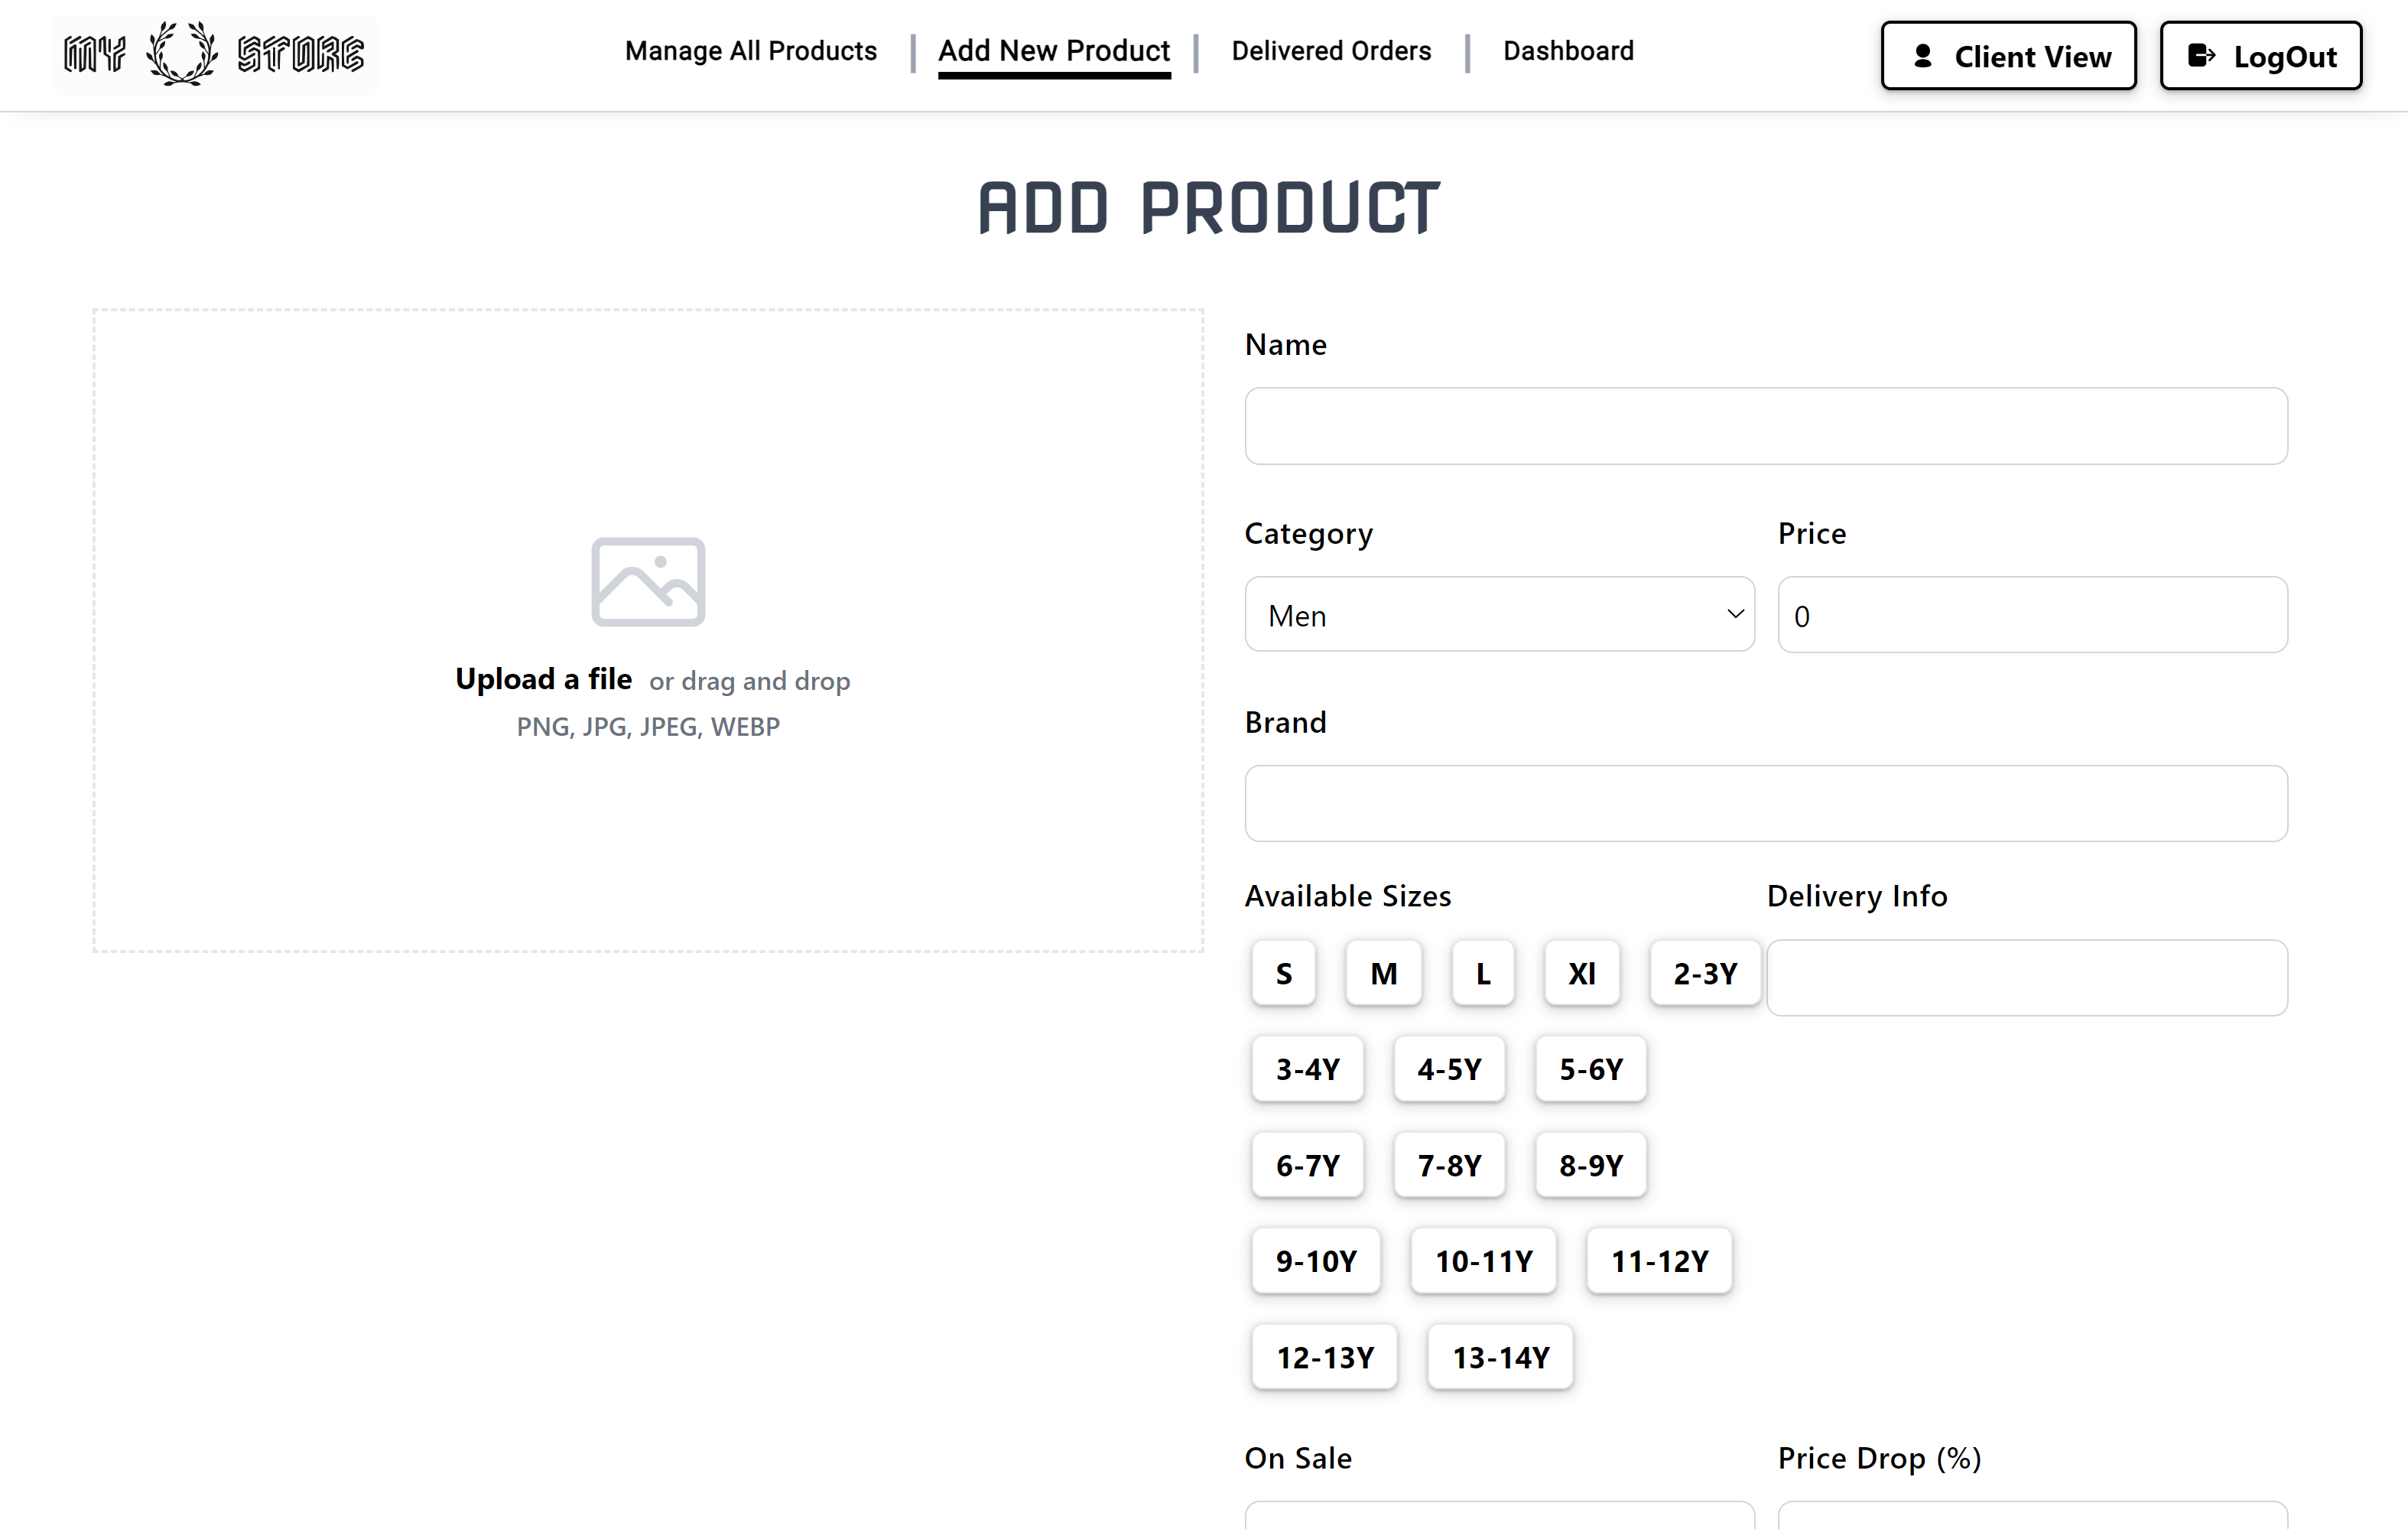 MY STORE
Manage All Products | Add New Product | Delivered Orders | Dashboard
Client View
LogOut
ADD PRODUCT
Upload a file or drag and drop
PNG, JPG, JPEG, WEBP
Name
Category Price
Men 0
Brand
Available Sizes Delivery Info
S M L Xl 2-3Y
3-4Y 4-5Y 5-6Y
6-7Y 7-8Y 8-9Y
9-10Y 10-11Y 11-12Y
12-13Y 13-14Y
On Sale Price Drop (%)